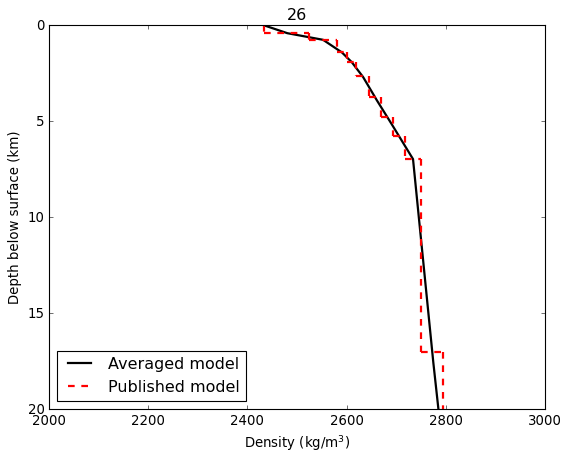 26
0
5
10
15
20
Depth below surface (km)
Averaged model
Published model
2000 2200 2400 2600 2800 3000
Density (kg/m³)